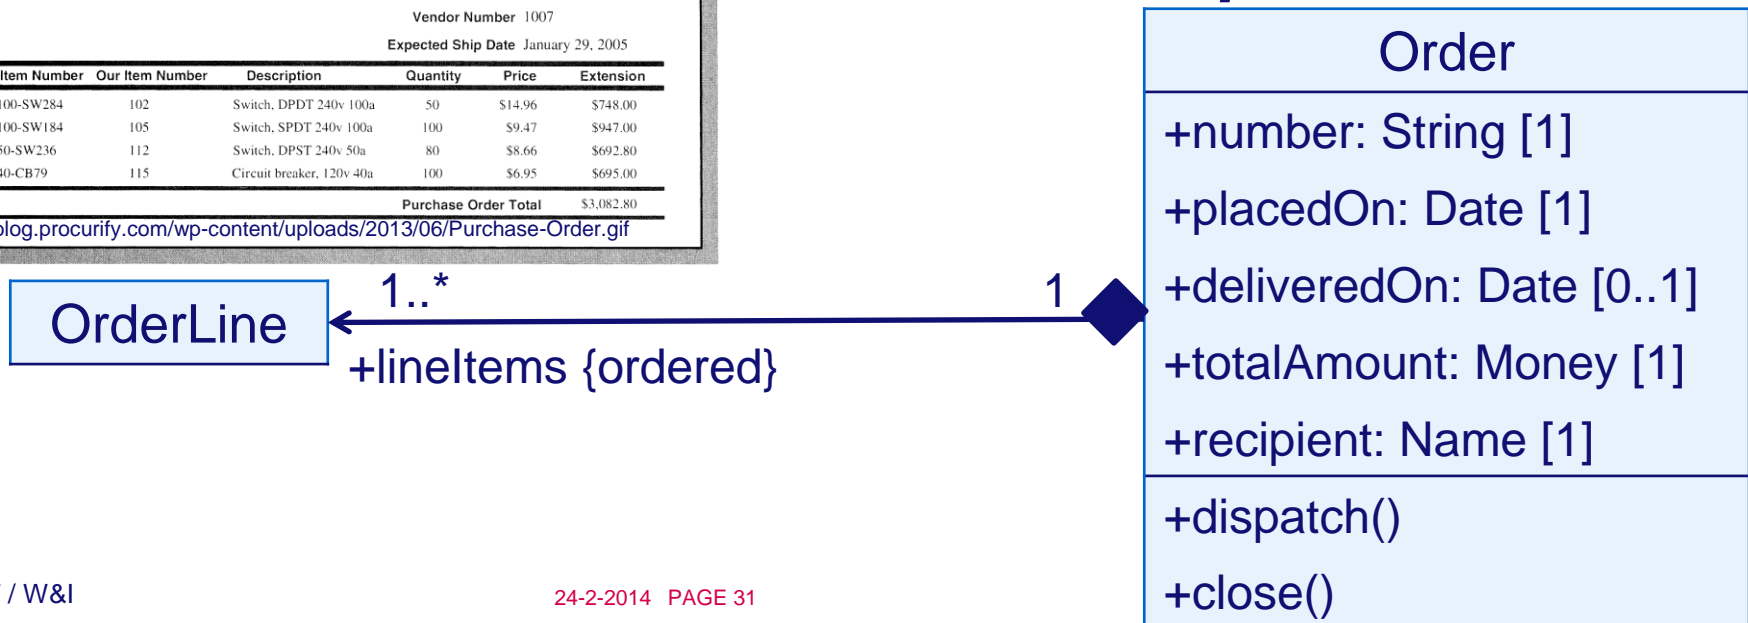 Vendor Number 1007
Expected Ship Date January 29, 2005
Item Number Our Item Number Description Quantity Price Extension
100-SW284 102 Switch, DPDT 240v 100a 50 $14.96 $748.00
100-SW184 105 Switch, SPDT 240v 100a 100 $9.47 $947.00
50-SW236 112 Switch, DPST 240v 50a 80 $8.66 $692.80
40-CB79 115 Circuit breaker, 120v 40a 100 $6.95 $695.00
Purchase Order Total $3,082.80
blog.procurify.com/wp-content/uploads/2013/06/Purchase-Order.gif
Order
+number: String [1]
+placedOn: Date [1]
+deliveredOn: Date [0..1]
+totalAmount: Money [1]
+recipient: Name [1]
+dispatch()
+close()
1..*
1
OrderLine
+lineItems {ordered}
/ W&I
24-2-2014 PAGE 31